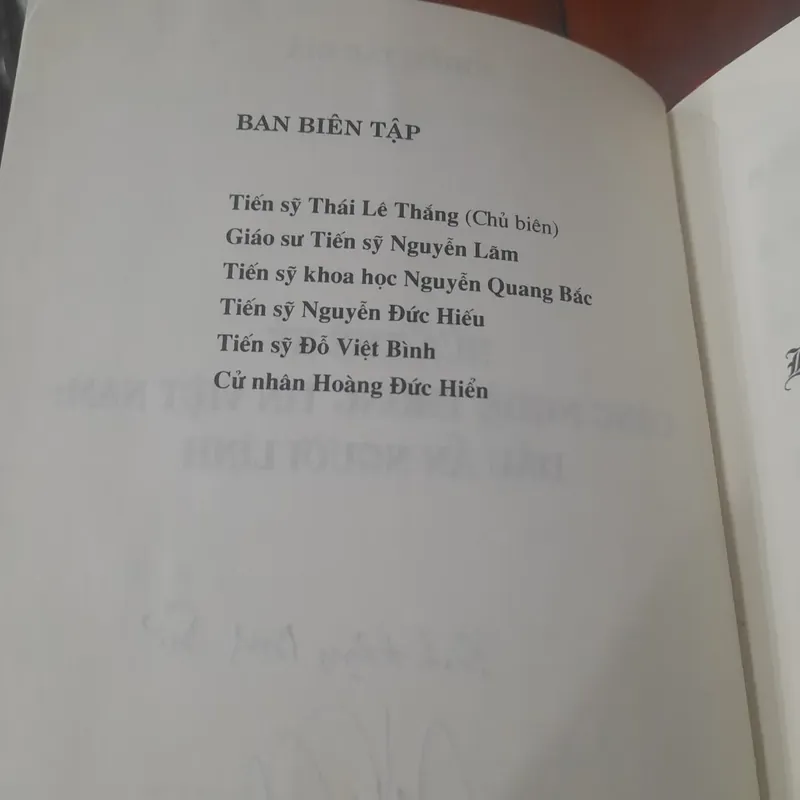 BAN BIÊN TẬP
Tiến sỹ Thái Lê Thắng (Chủ biên)
Giáo sư Tiến sỹ Nguyễn Lãm
Tiến sỹ khoa học Nguyễn Quang Bắc
Tiến sỹ Nguyễn Đức Hiếu
Tiến sỹ Đỗ Việt Bình
Cử nhân Hoàng Đức Hiển